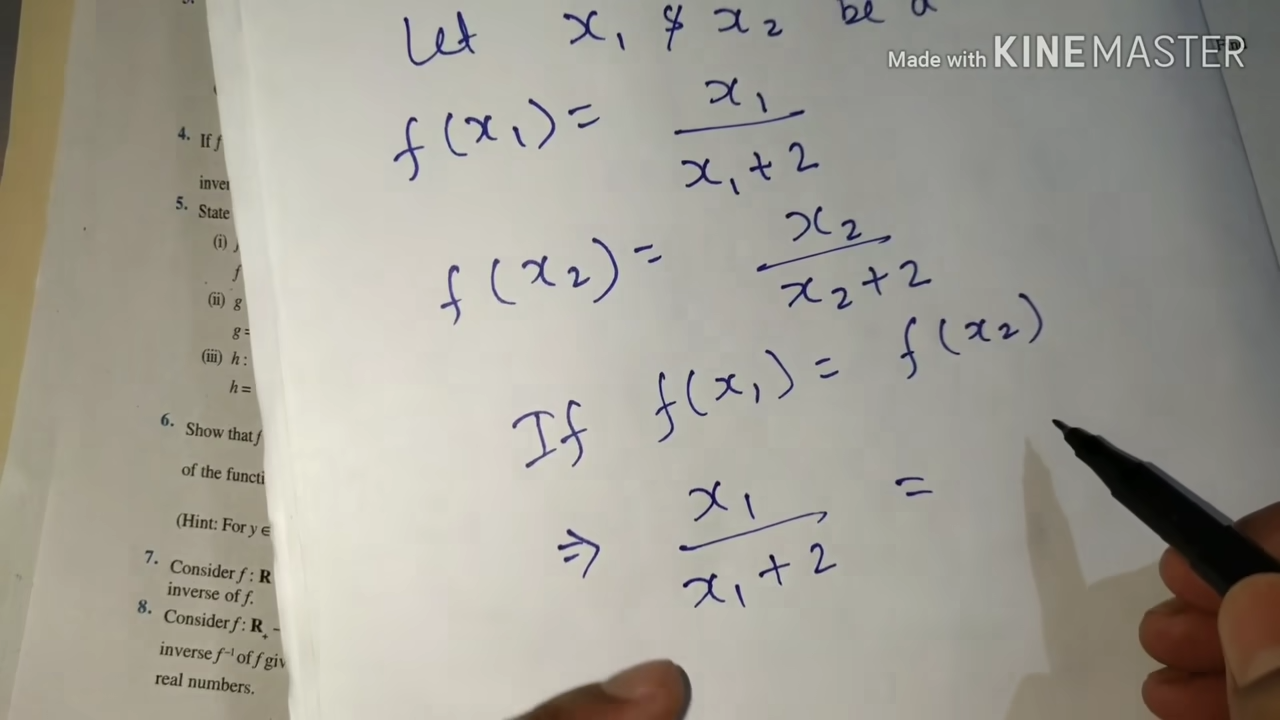 Let x₁ & x₂ be a
Made with KINEMASTER
f(x₁) = x₁ / x₁ + 2
f(x₂) = x₂ / x₂ + 2
If f(x₁) = f(x₂)
⇒ x₁ / x₁ + 2 =
4. If f
inver
5. State
(i)
f
(ii) g
g =
(iii) h :
h =
6. Show that f
of the functi
(Hint: For y ∈
7. Consider f : R
inverse of f.
8. Consider f : R₊ –
inverse f⁻¹ of f giv
real numbers.